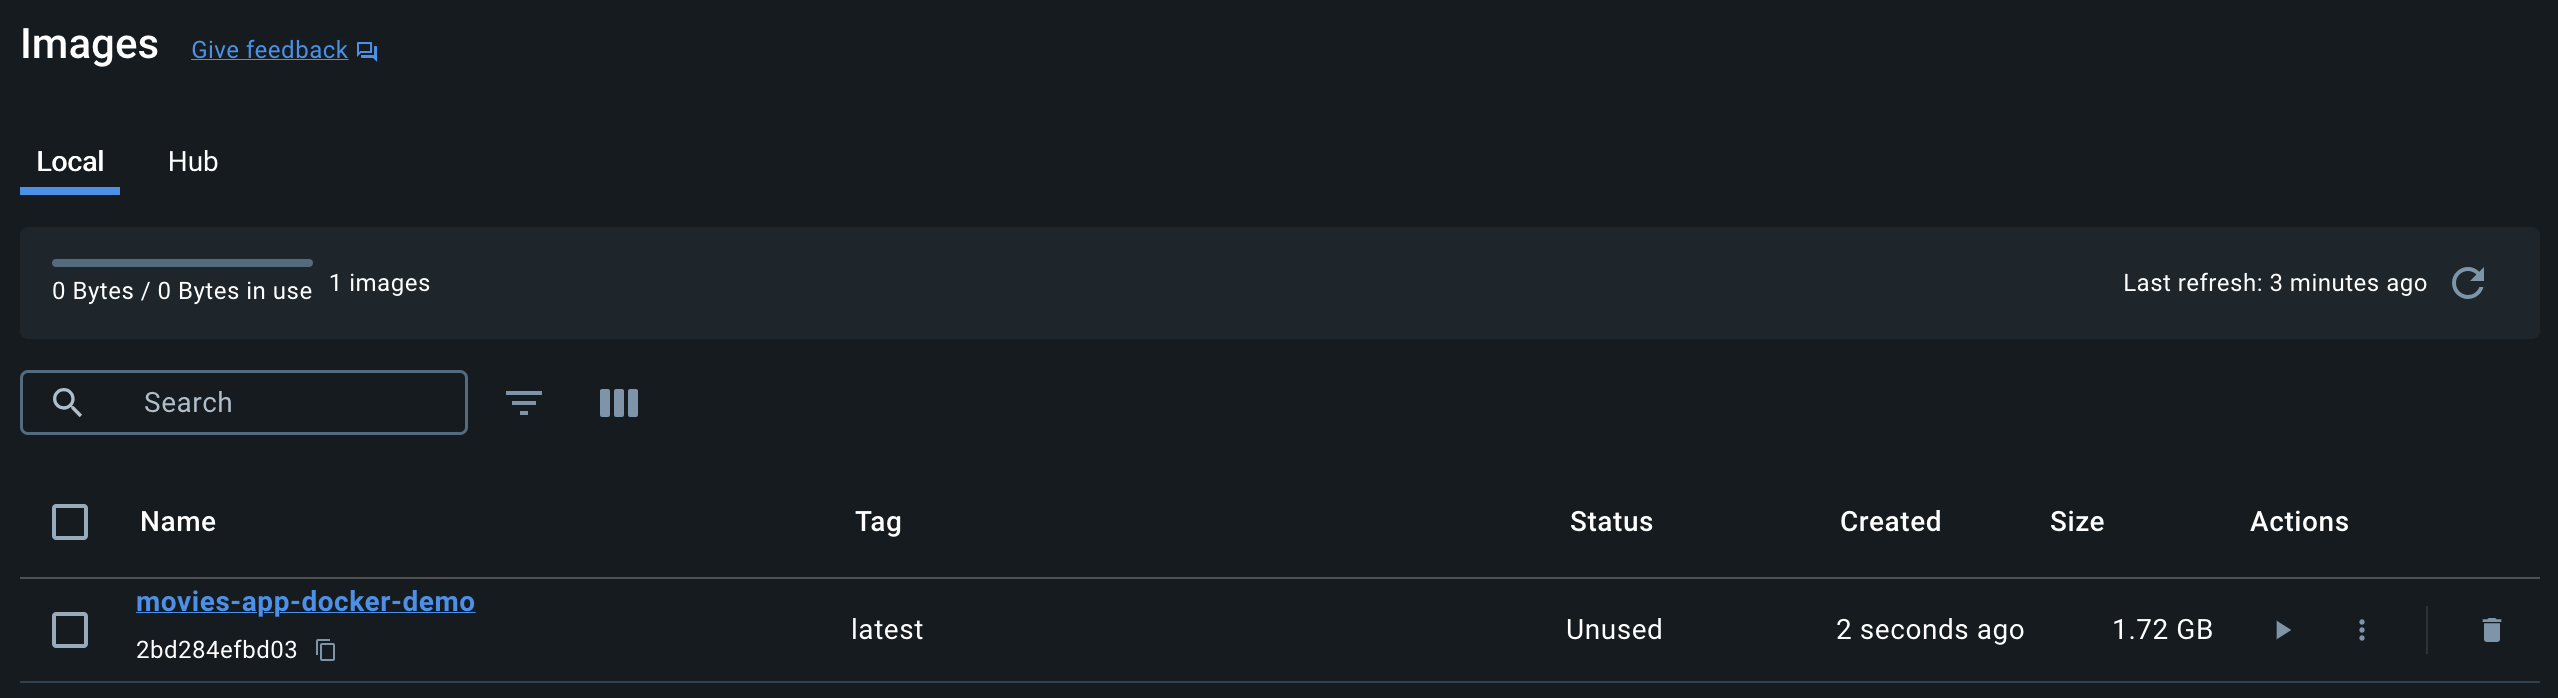 Images Give feedback
Local Hub
0 Bytes / 0 Bytes in use 1 images Last refresh: 3 minutes ago
Search
Name Tag Status Created Size Actions
movies-app-docker-demo
2bd284efbd03 latest Unused 2 seconds ago 1.72 GB